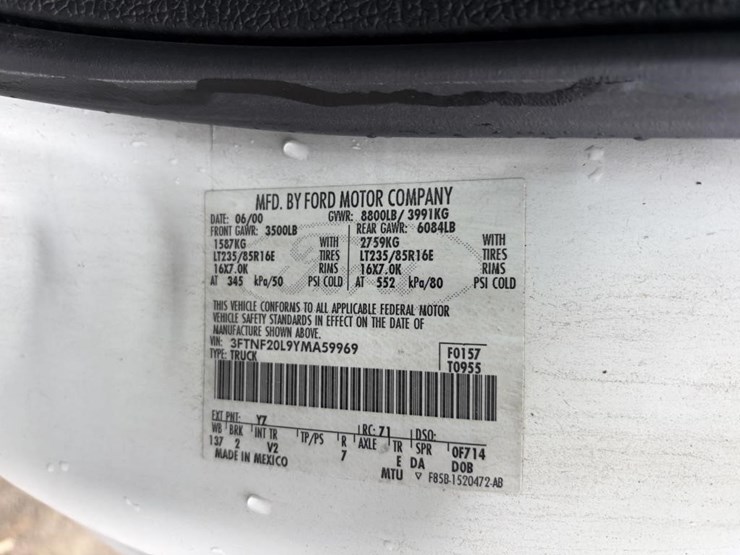 MFD. BY FORD MOTOR COMPANY
DATE: 06/00 GVWR: 8800LB/ 3991KG
FRONT GAWR: 3500LB REAR GAWR: 6084LB
1587KG WITH 2759KG WITH
LT235/85R16E TIRES LT235/85R16E TIRES
16X7.0K RIMS 16X7.0K RIMS
AT 345 kPa/50 PSI COLD AT 552 kPa/80 PSI COLD
THIS VEHICLE CONFORMS TO ALL APPLICABLE FEDERAL MOTOR
VEHICLE SAFETY STANDARDS IN EFFECT ON THE DATE OF
MANUFACTURE SHOWN ABOVE.
VIN: 3FTNF20L9YMA59969 F0157
TYPE: TRUCK T0955
EXT PNT: YZ RC: 71 DSO:
WB BRK INT TR TP/PS R AXLE TR SPR 0F714
137 2 V2 7 E DA DOB
MADE IN MEXICO MTU ▽ F85B-1520472-AB